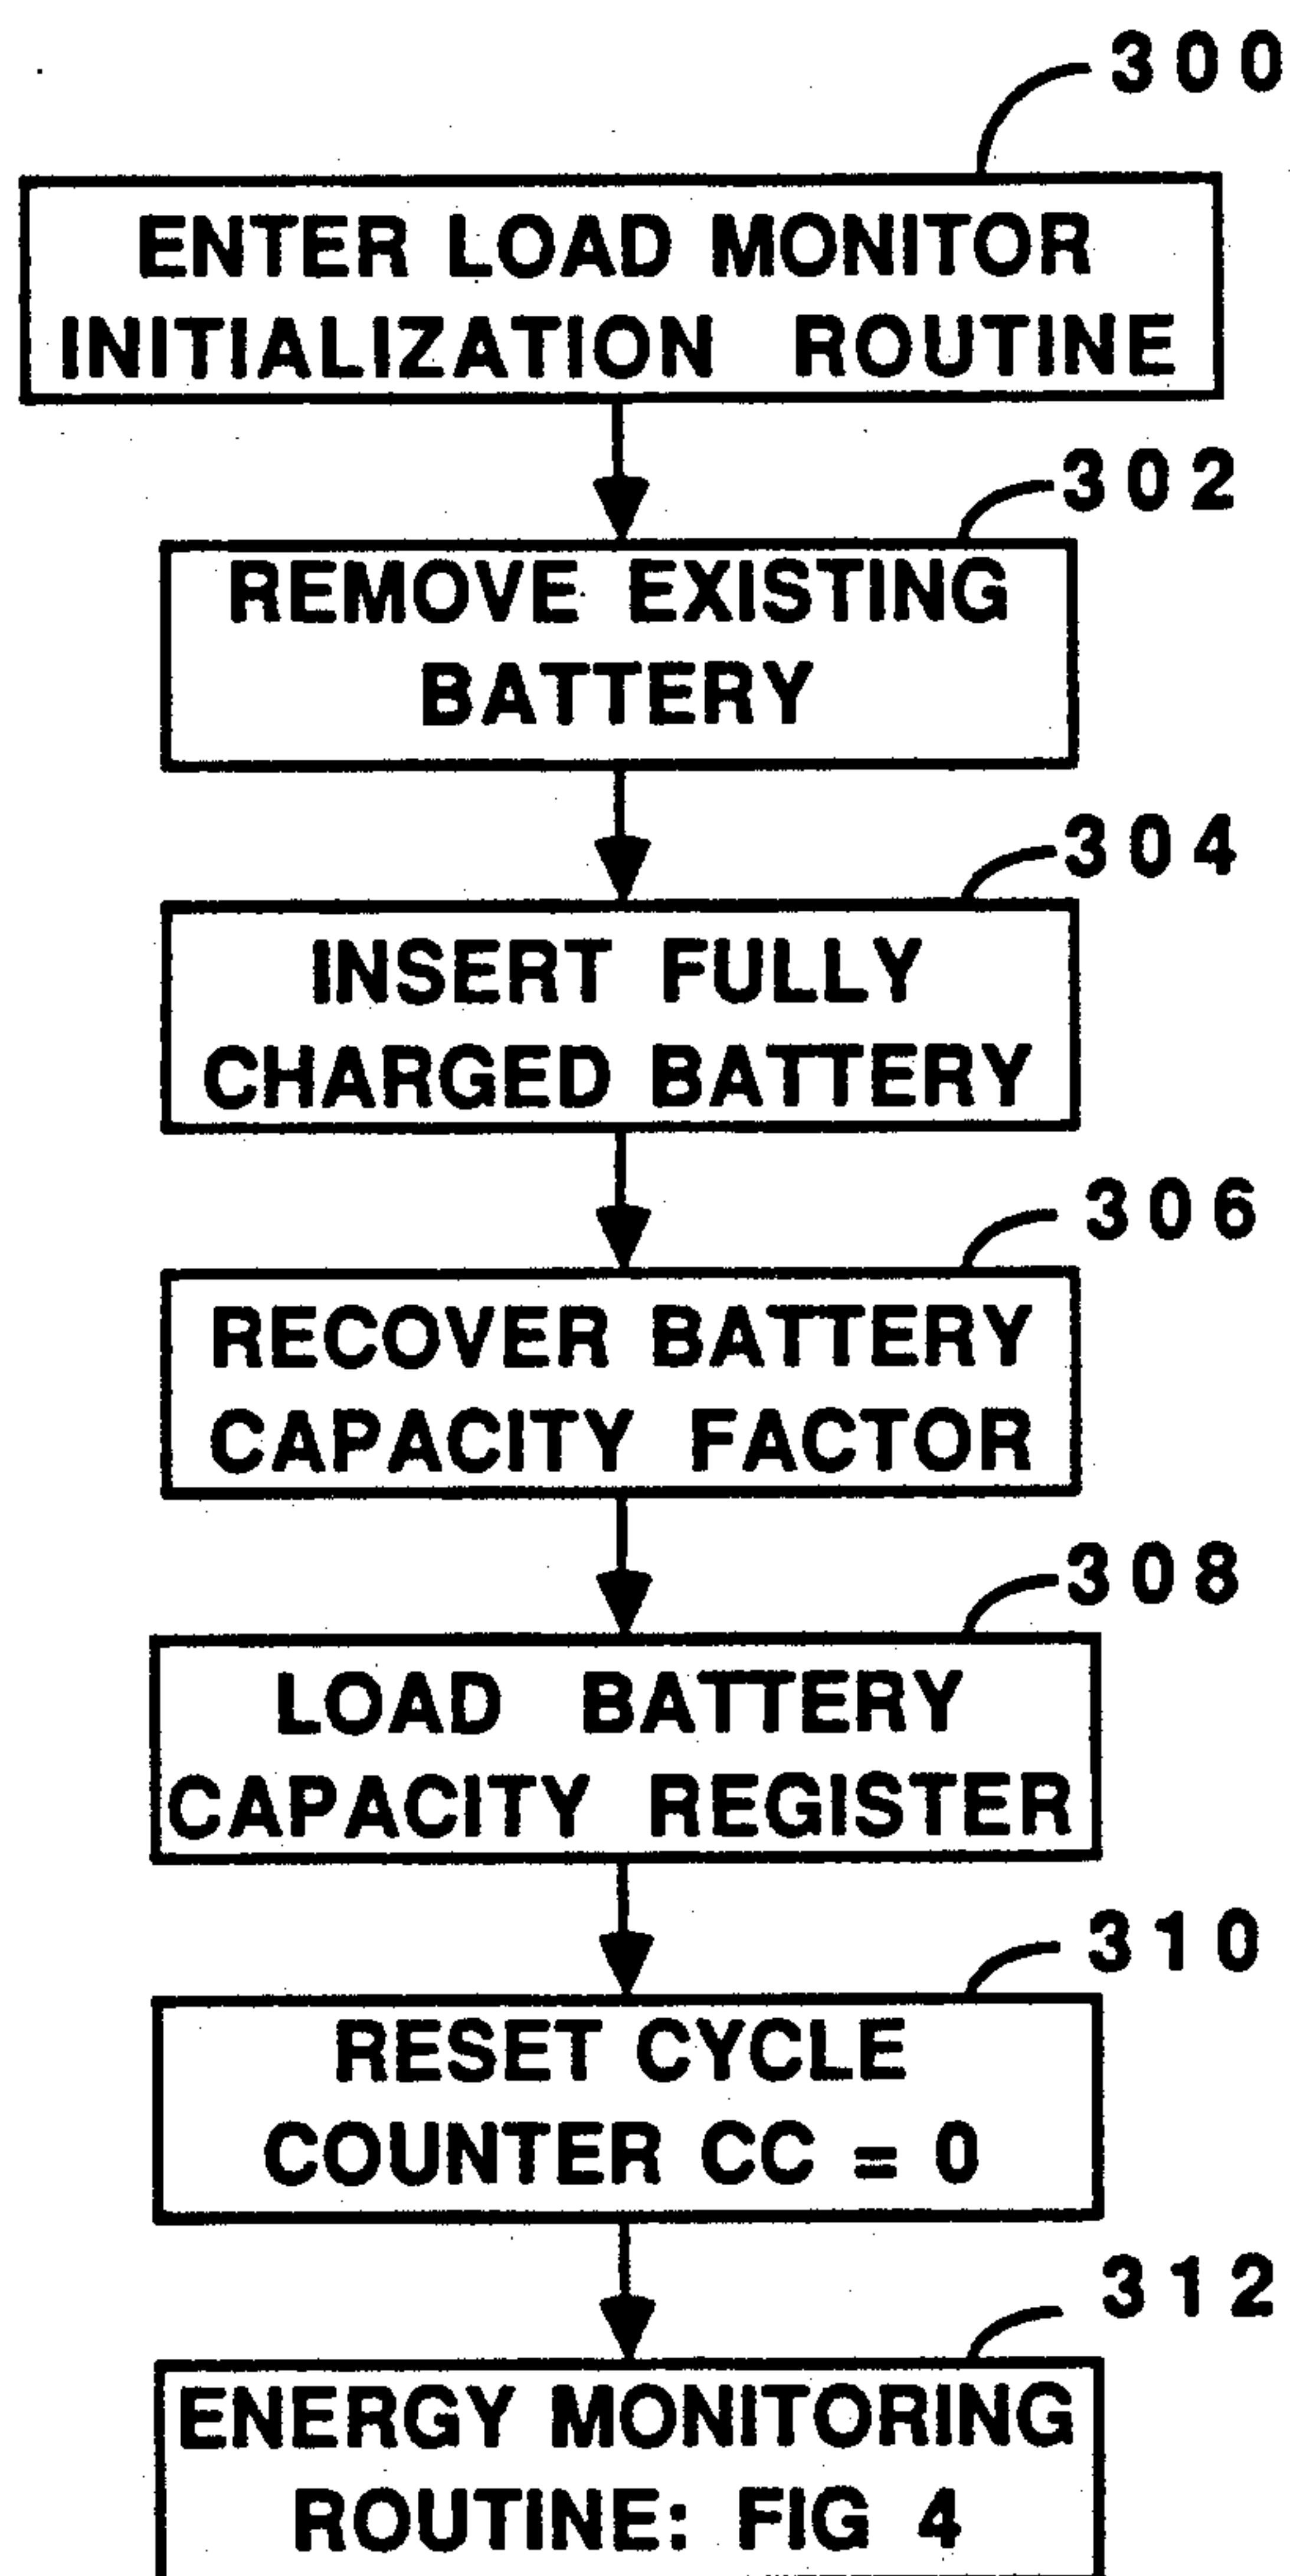 300
ENTER LOAD MONITOR
INITIALIZATION ROUTINE
302
REMOVE EXISTING
BATTERY
304
INSERT FULLY
CHARGED BATTERY
306
RECOVER BATTERY
CAPACITY FACTOR
308
LOAD BATTERY
CAPACITY REGISTER
310
RESET CYCLE
COUNTER CC = 0
312
ENERGY MONITORING
ROUTINE: FIG 4